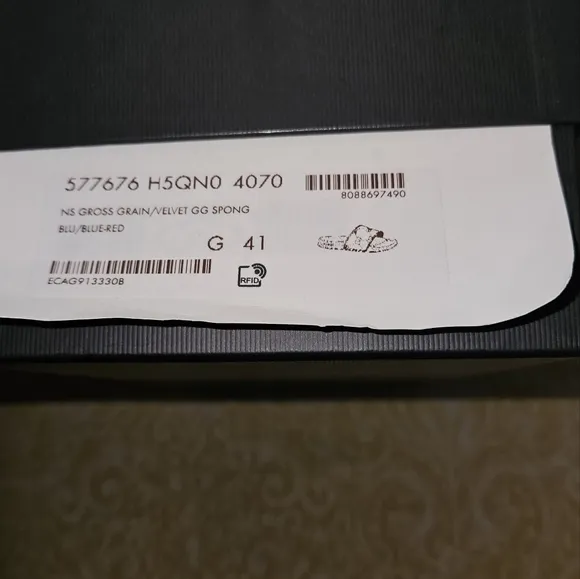 577676 H5QN0 4070
8088697490
NS GROSS GRAIN/VELVET GG SPONG
BLU/BLUE-RED
G 41
ECAG913330B
RFID